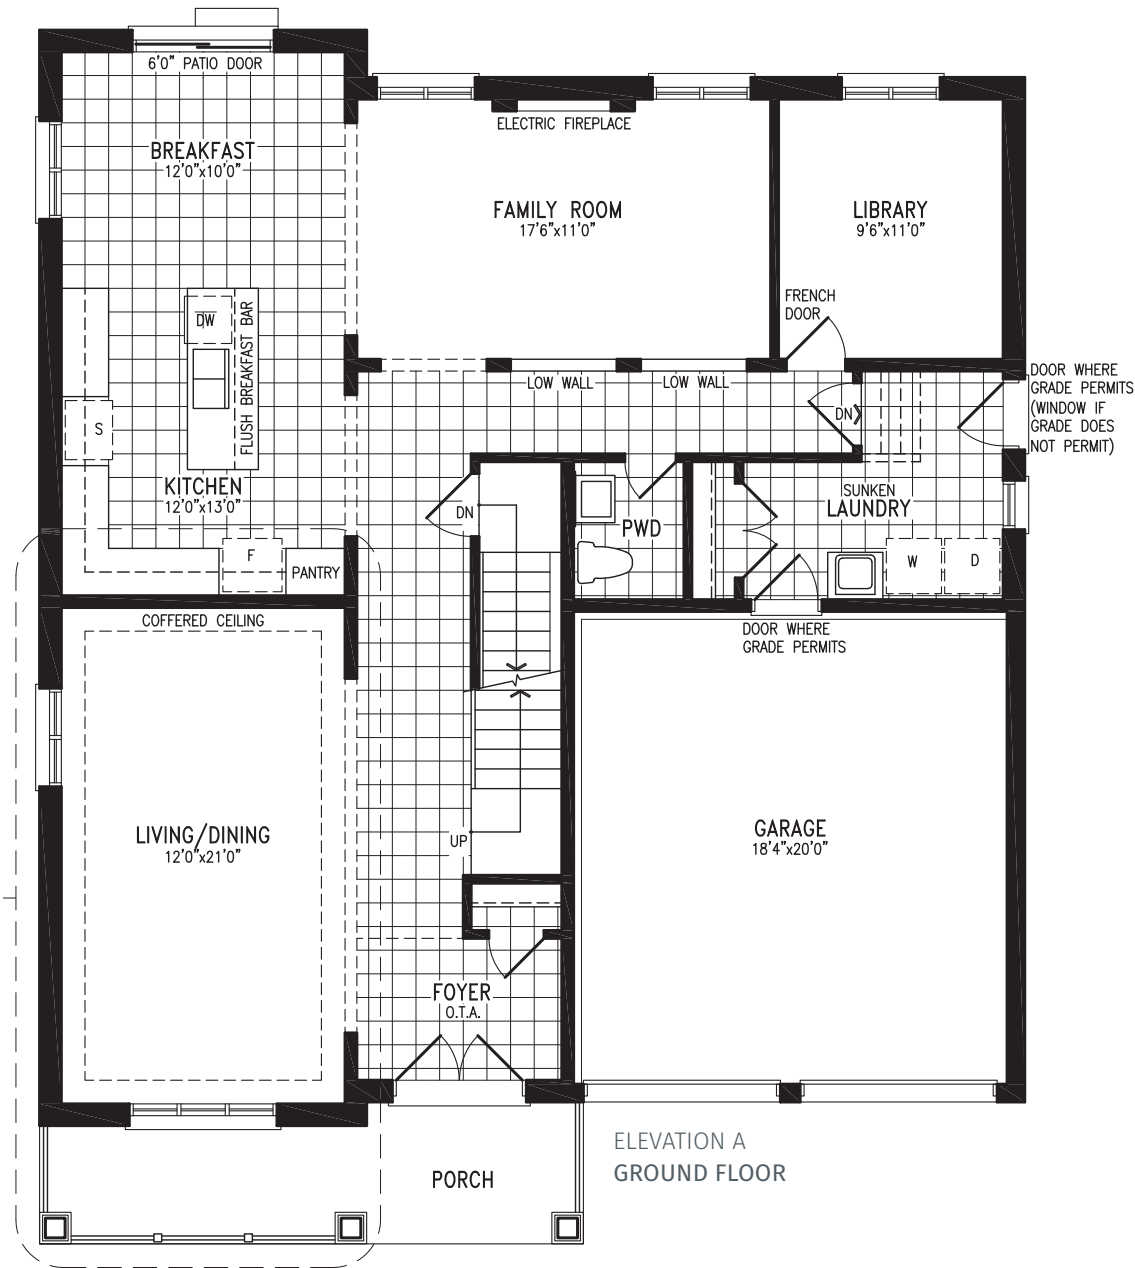 6'0" PATIO DOOR
ELECTRIC FIREPLACE
BREAKFAST
12'0"x10'0"
FAMILY ROOM
17'6"x11'0"
LIBRARY
9'6"x11'0"
FRENCH
DOOR
DW
FLUSH BREAKFAST BAR
LOW WALL
LOW WALL
DOOR WHERE
GRADE PERMITS
(WINDOW IF
GRADE DOES
NOT PERMIT)
DN
S
KITCHEN
12'0"x13'0"
DN
PWD
SUNKEN
LAUNDRY
F
PANTRY
W
D
COFFERED CEILING
DOOR WHERE
GRADE PERMITS
LIVING/DINING
12'0"x21'0"
UP
GARAGE
18'4"x20'0"
FOYER
O.T.A.
PORCH
ELEVATION A
GROUND FLOOR